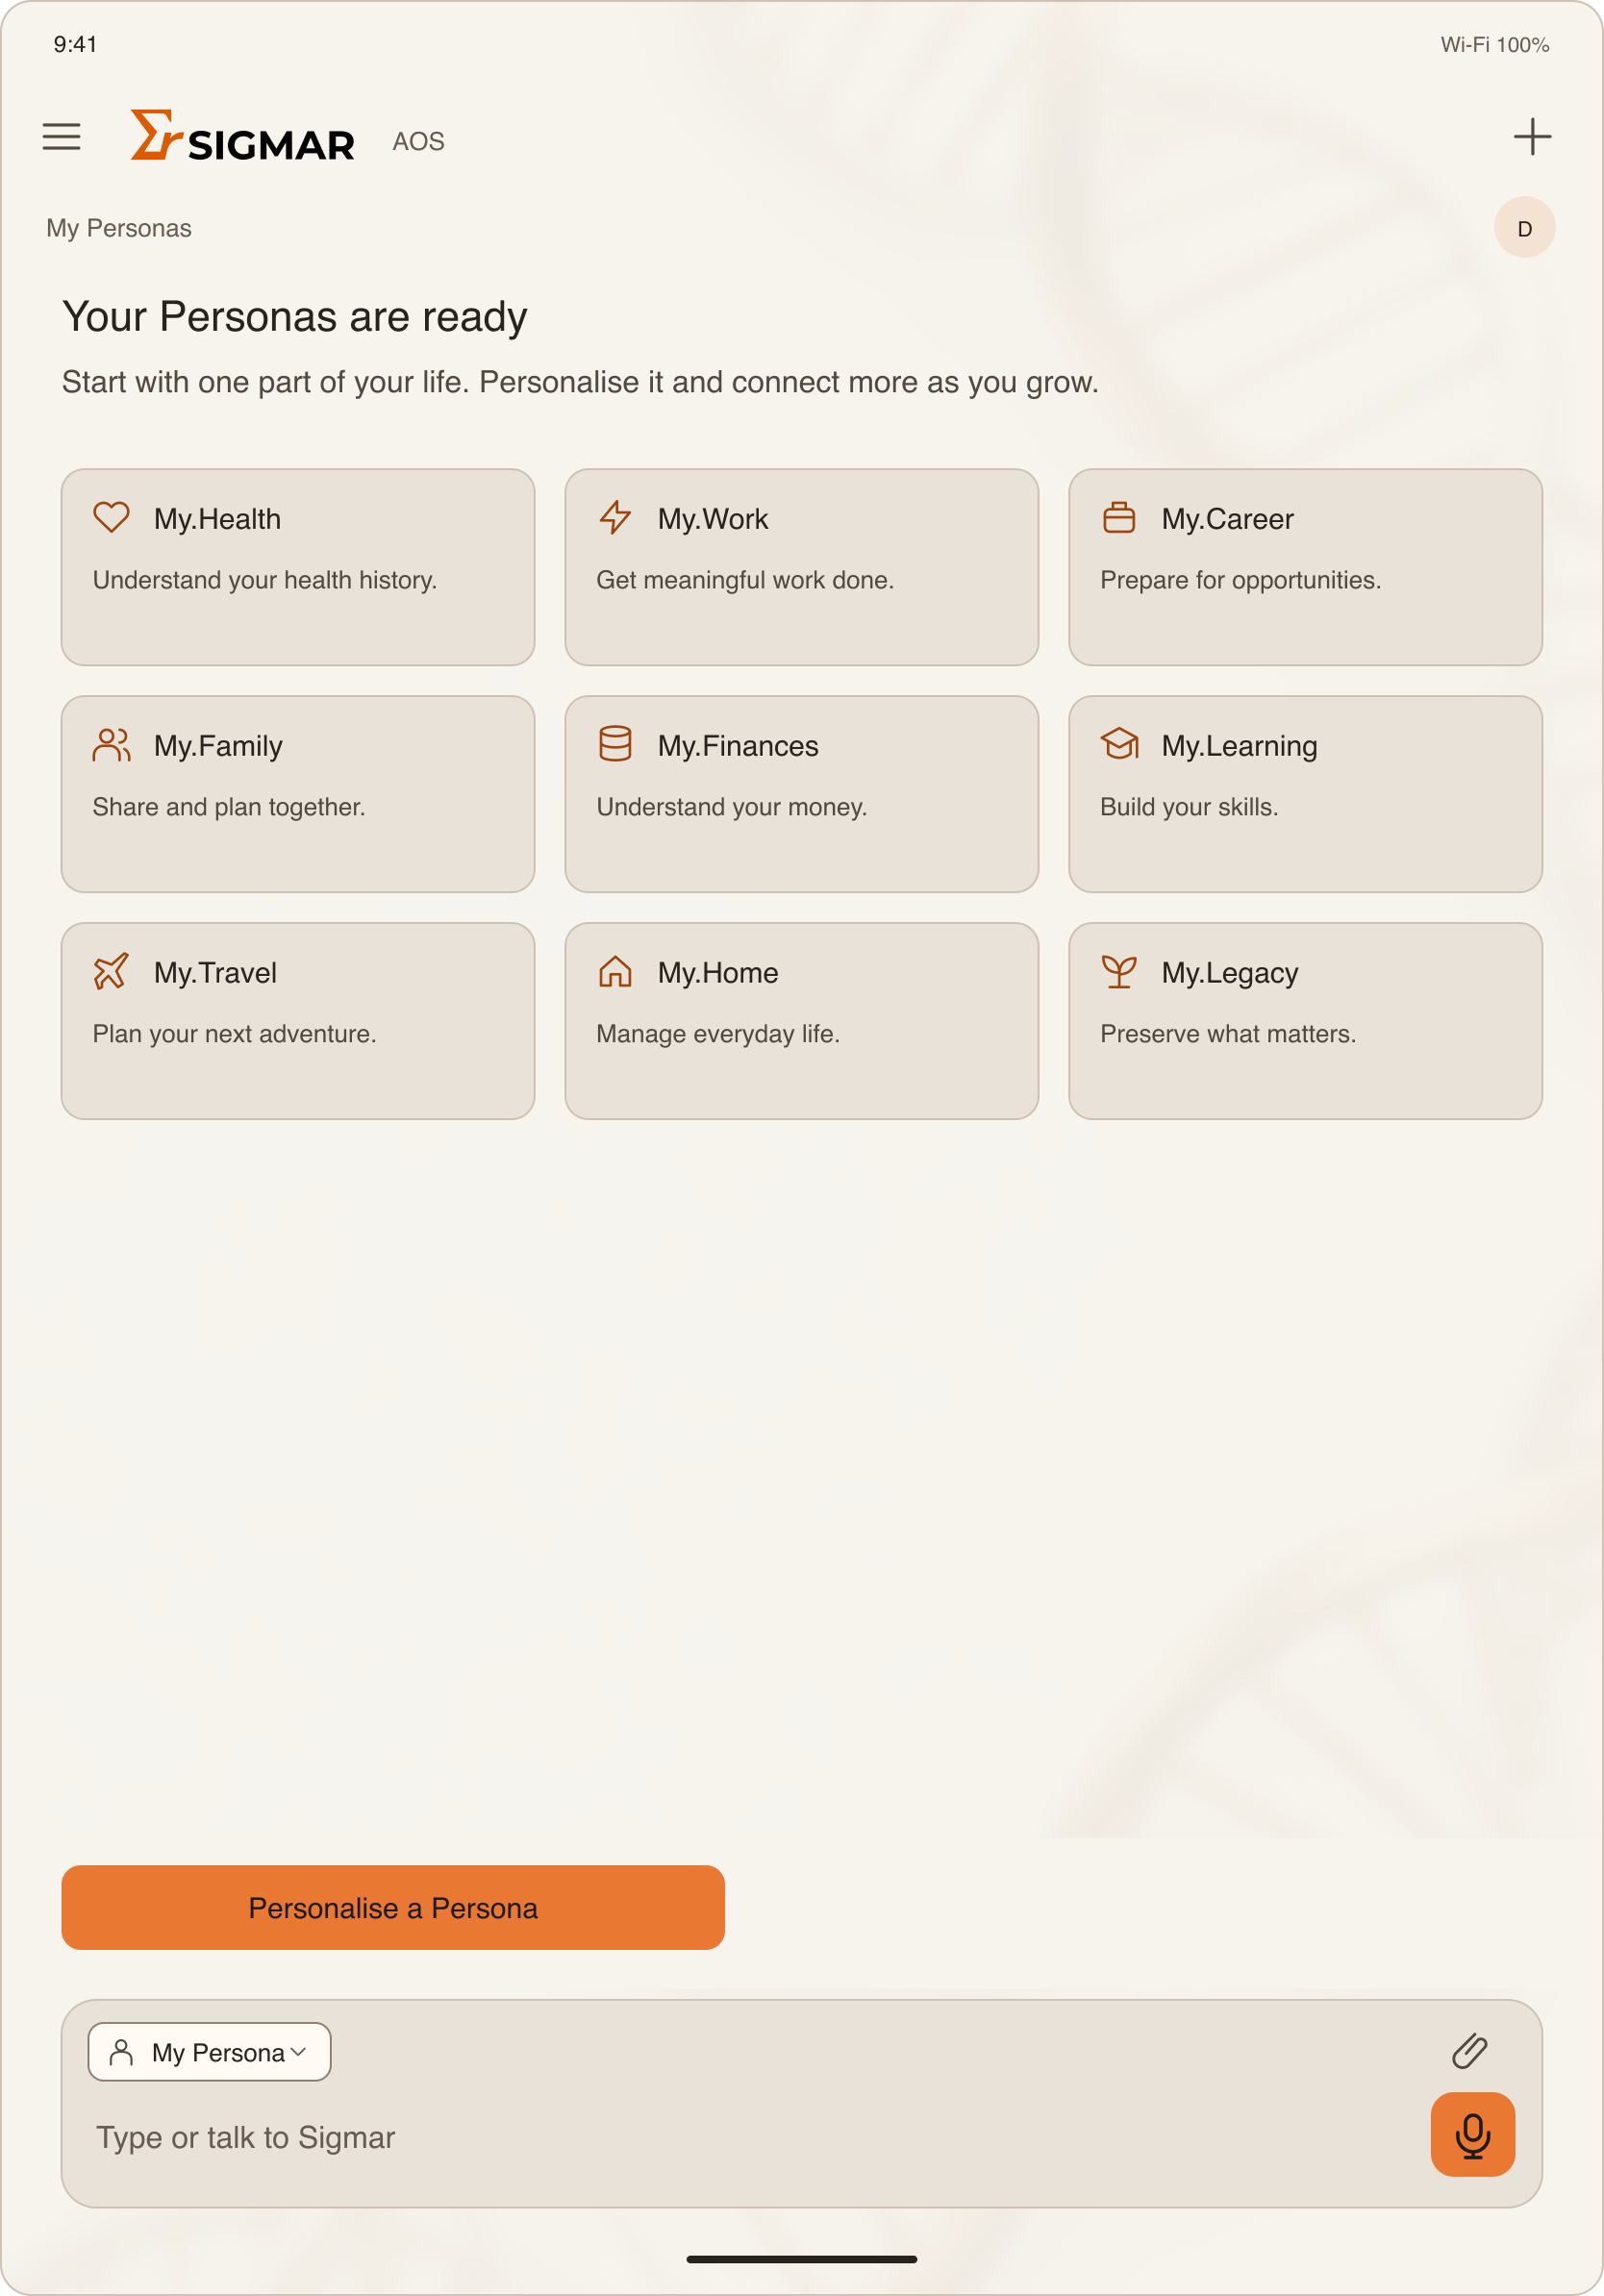 9:41
Wi-Fi 100%
Σr SIGMAR AOS
My Personas
D
Your Personas are ready
Start with one part of your life. Personalise it and connect more as you grow.
My.Health
Understand your health history.
My.Work
Get meaningful work done.
My.Career
Prepare for opportunities.
My.Family
Share and plan together.
My.Finances
Understand your money.
My.Learning
Build your skills.
My.Travel
Plan your next adventure.
My.Home
Manage everyday life.
My.Legacy
Preserve what matters.
Personalise a Persona
My Persona
Type or talk to Sigmar